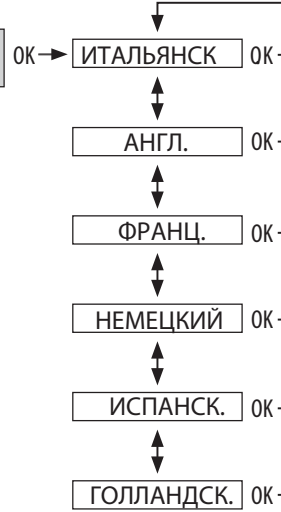 OK ИТАЛЬЯНСК OK
АНГЛ. OK
ФРАНЦ. OK
НЕМЕЦКИЙ OK
ИСПАНСК. OK
ГОЛЛАНДСК. OK